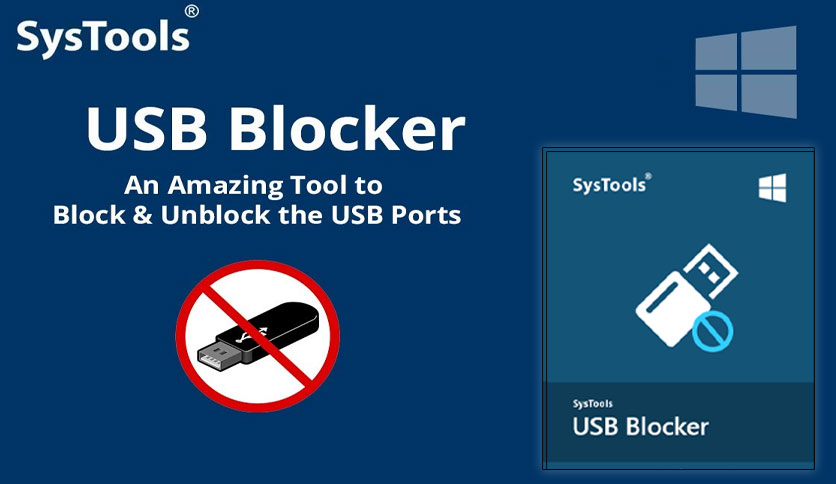 SysTools®
USB Blocker
An Amazing Tool to
Block & Unblock the USB Ports
SysTools®
SysTools
USB Blocker